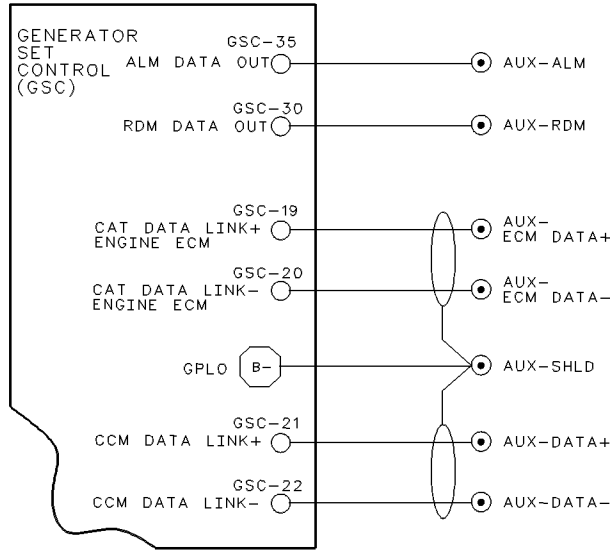 GENERATOR
SET
CONTROL
(GSC)
GSC-35
ALM DATA OUT
AUX-ALM
GSC-30
RDM DATA OUT
AUX-RDM
GSC-19
CAT DATA LINK+
ENGINE ECM
AUX-
ECM DATA+
GSC-20
CAT DATA LINK-
ENGINE ECM
AUX-
ECM DATA-
GPLO
B-
AUX-SHLD
GSC-21
CCM DATA LINK+
AUX-DATA+
GSC-22
CCM DATA LINK-
AUX-DATA-